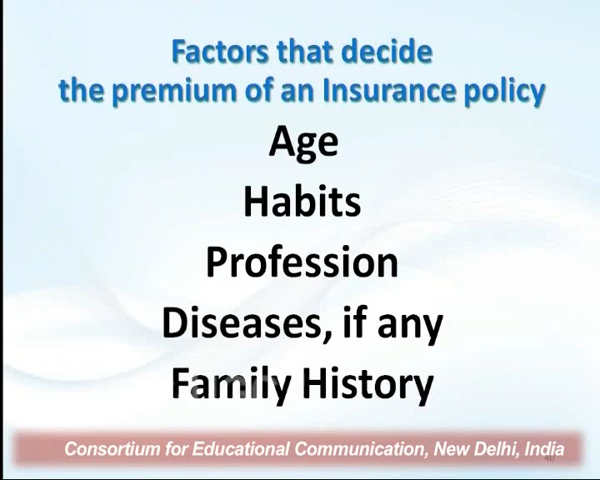 Factors that decide
the premium of an Insurance policy
Age
Habits
Profession
Diseases, if any
Family History
Consortium for Educational Communication, New Delhi, India
40